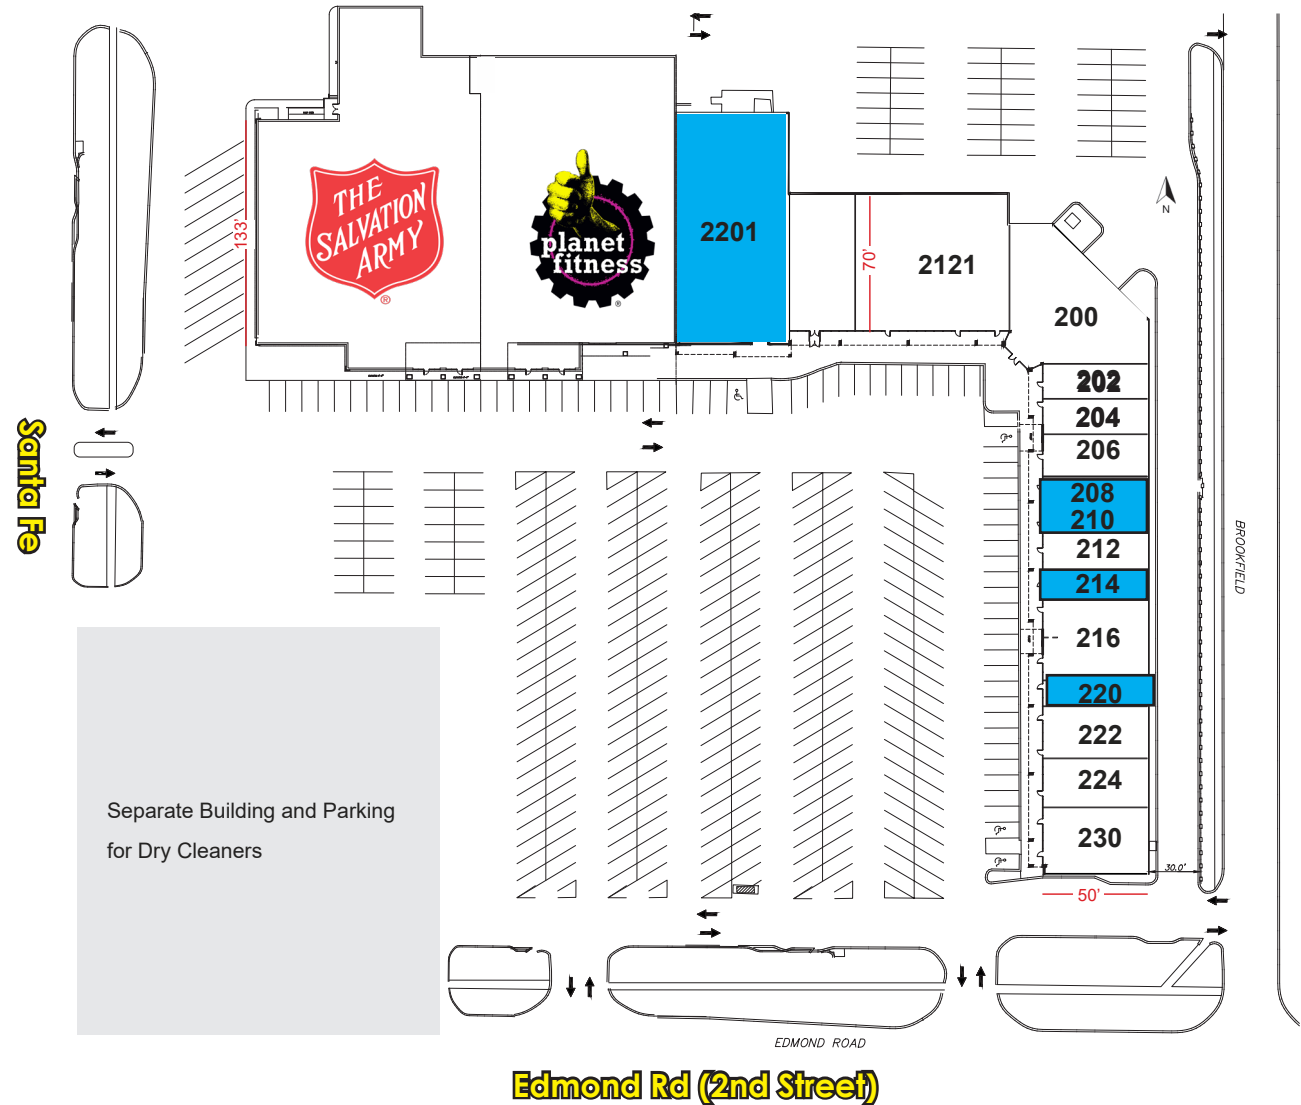 THE
SALVATION
ARMY
®
planet
fitness
®
133'
2201
70'
2121
N
200
202
204
206
208
210
212
214
216
220
222
224
230
30.0'
50'
Santa Fe
BROOKFIELD
Separate Building and Parking
for Dry Cleaners
EDMOND ROAD
Edmond Rd (2nd Street)